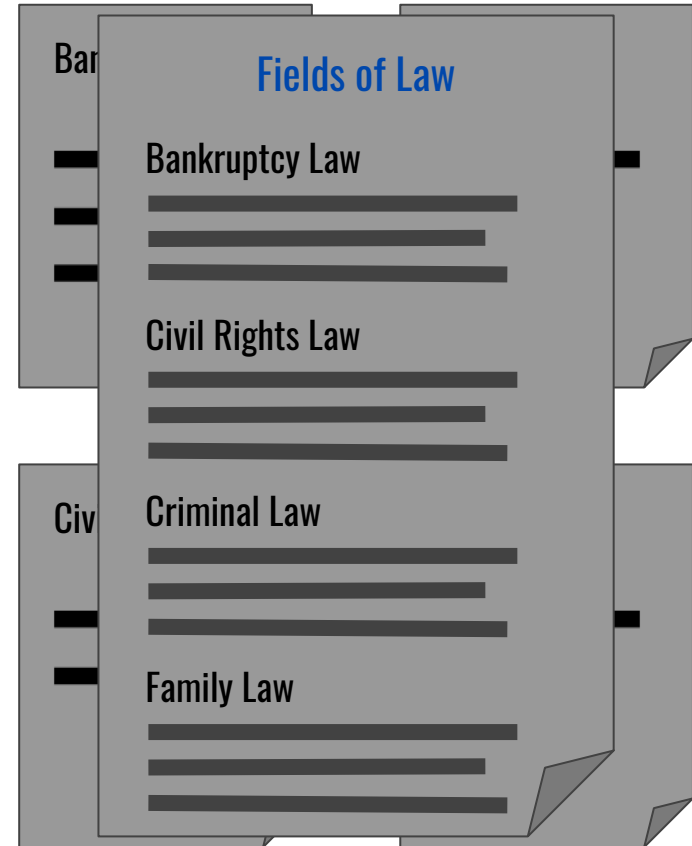 Fields of Law
Bankruptcy Law
Civil Rights Law
Criminal Law
Family Law